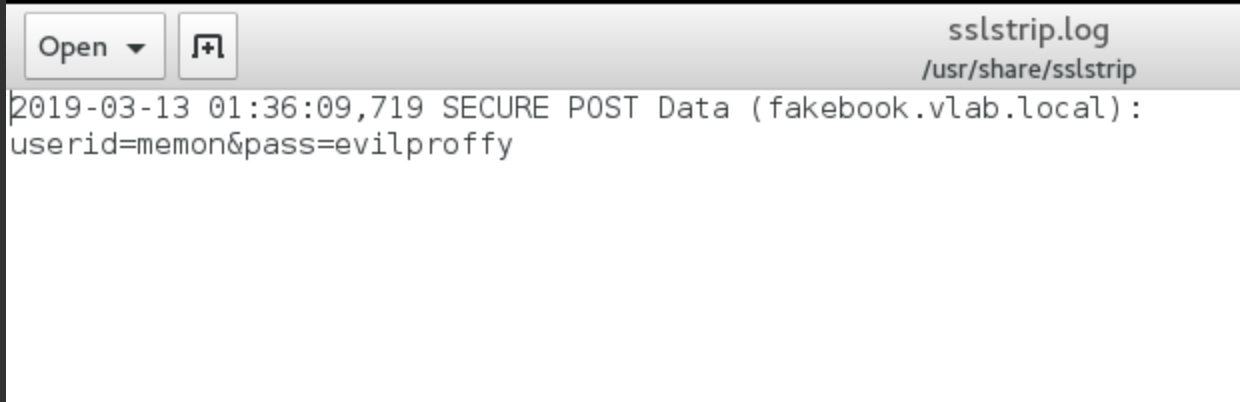 Open
sslstrip.log
/usr/share/sslstrip
2019-03-13 01:36:09,719 SECURE POST Data (fakebook.vlab.local):
userid=memon&pass=evilproffy